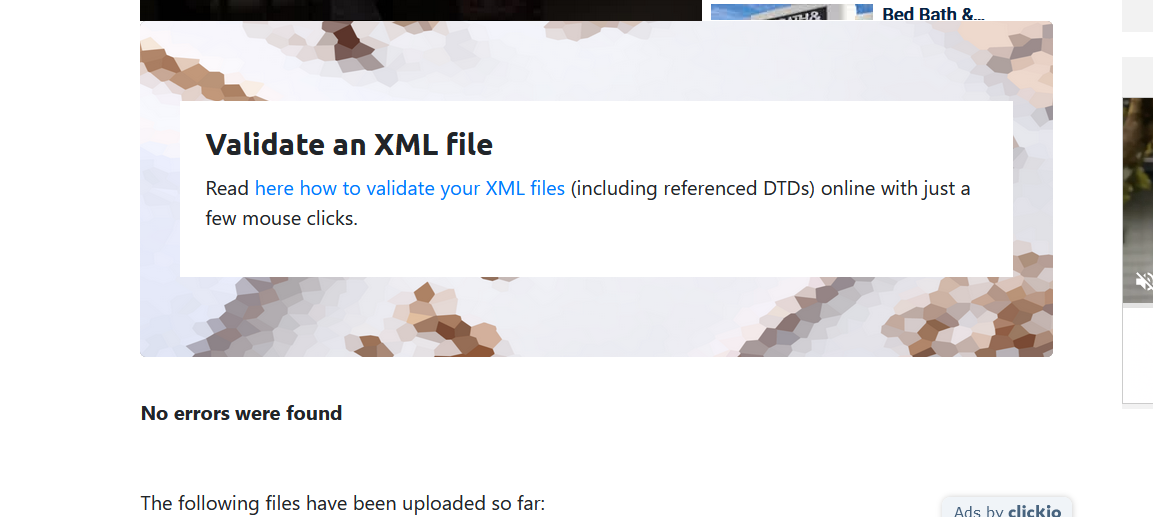 Bed Bath &...
Validate an XML file
Read here how to validate your XML files (including referenced DTDs) online with just a
few mouse clicks.
No errors were found
The following files have been uploaded so far:
Ads by clickio